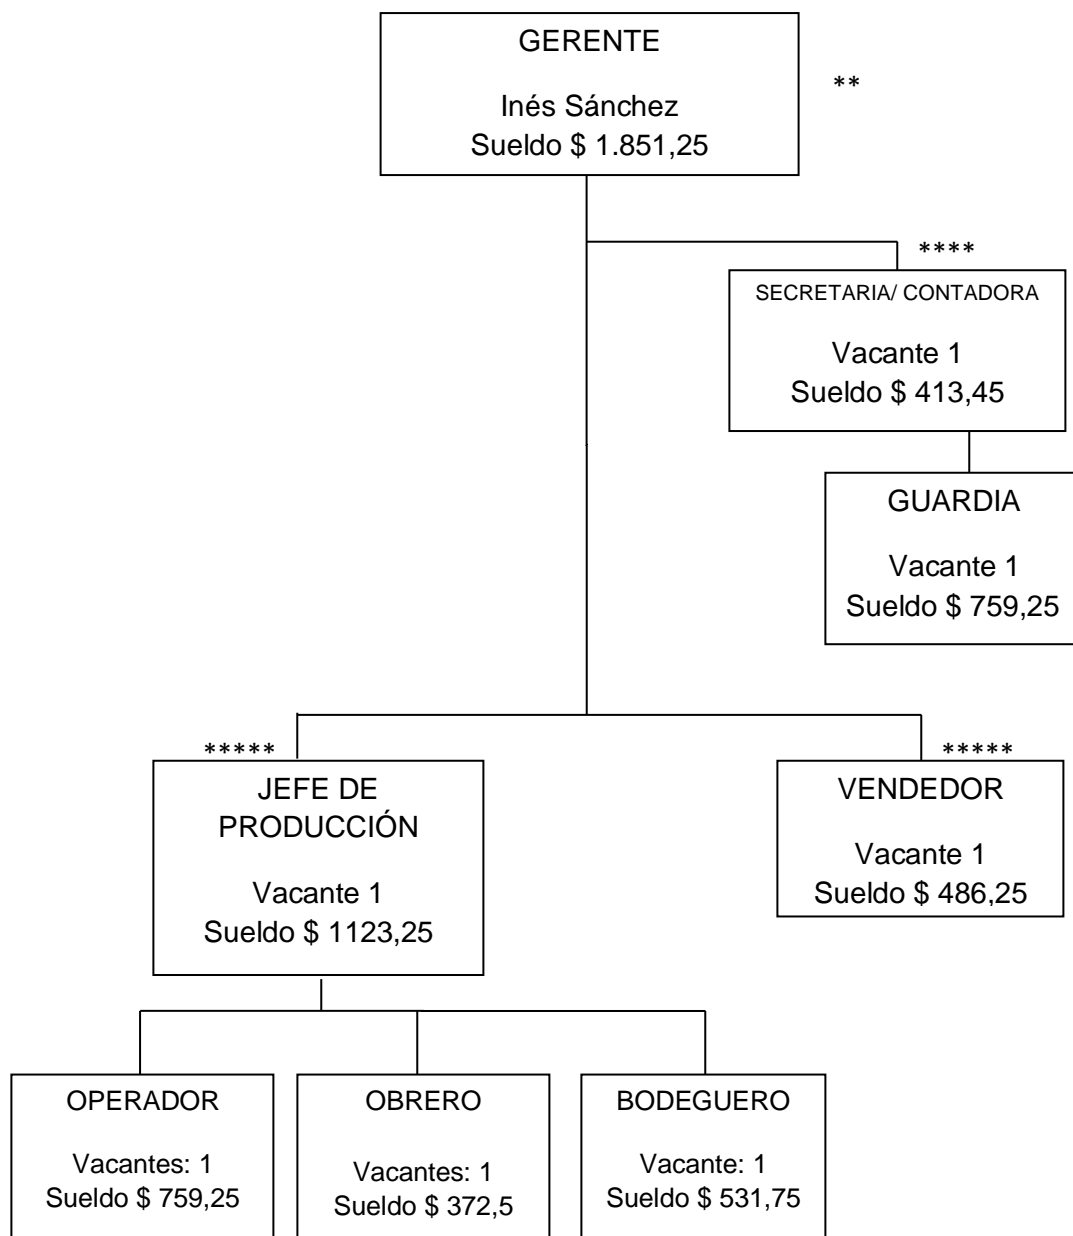 GERENTE
**
Inés Sánchez
Sueldo $ 1.851,25
****
SECRETARIA/ CONTADORA
Vacante 1
Sueldo $ 413,45
GUARDIA
Vacante 1
Sueldo $ 759,25
*****
JEFE DE
PRODUCCIÓN
Vacante 1
Sueldo $ 1123,25
*****
VENDEDOR
Vacante 1
Sueldo $ 486,25
OPERADOR
Vacantes: 1
Sueldo $ 759,25
OBRERO
Vacantes: 1
Sueldo $ 372,5
BODEGUERO
Vacante: 1
Sueldo $ 531,75